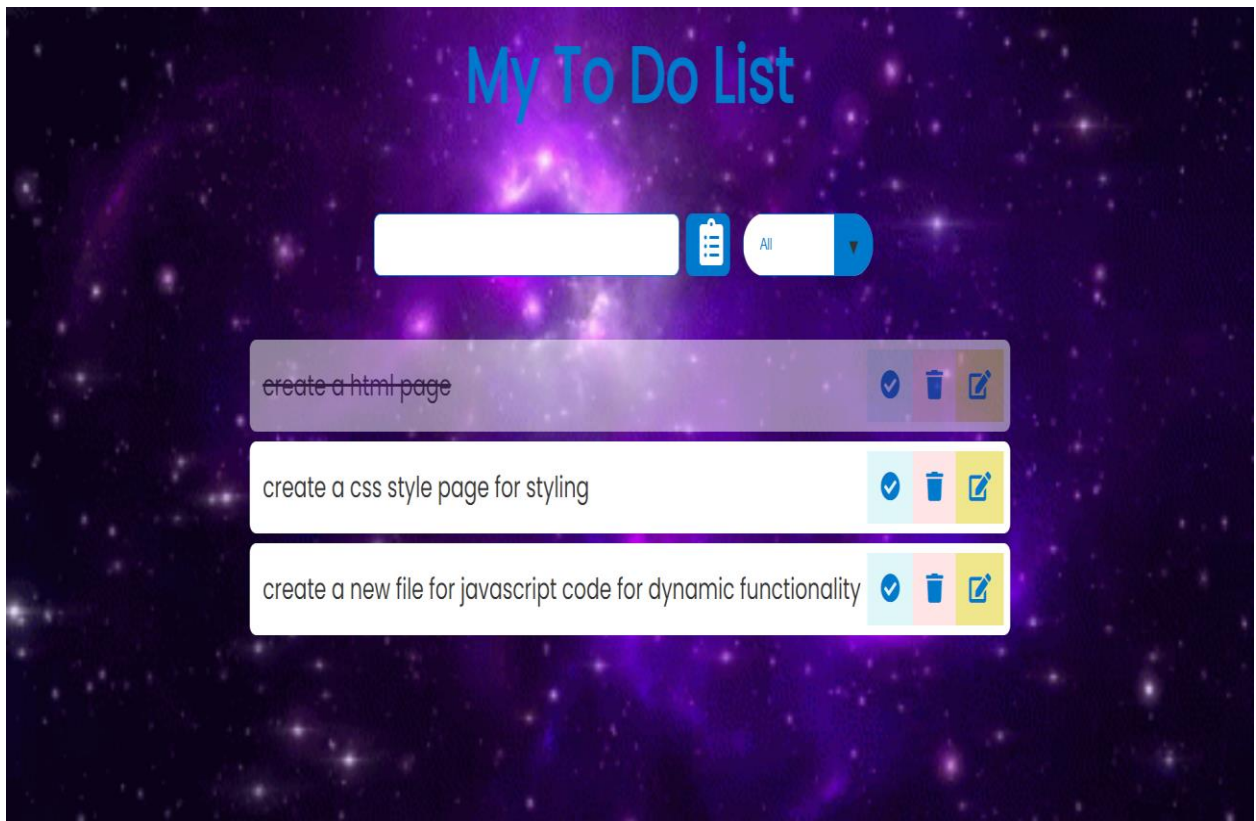 My To Do List
All
create a html page
create a css style page for styling
create a new file for javascript code for dynamic functionality